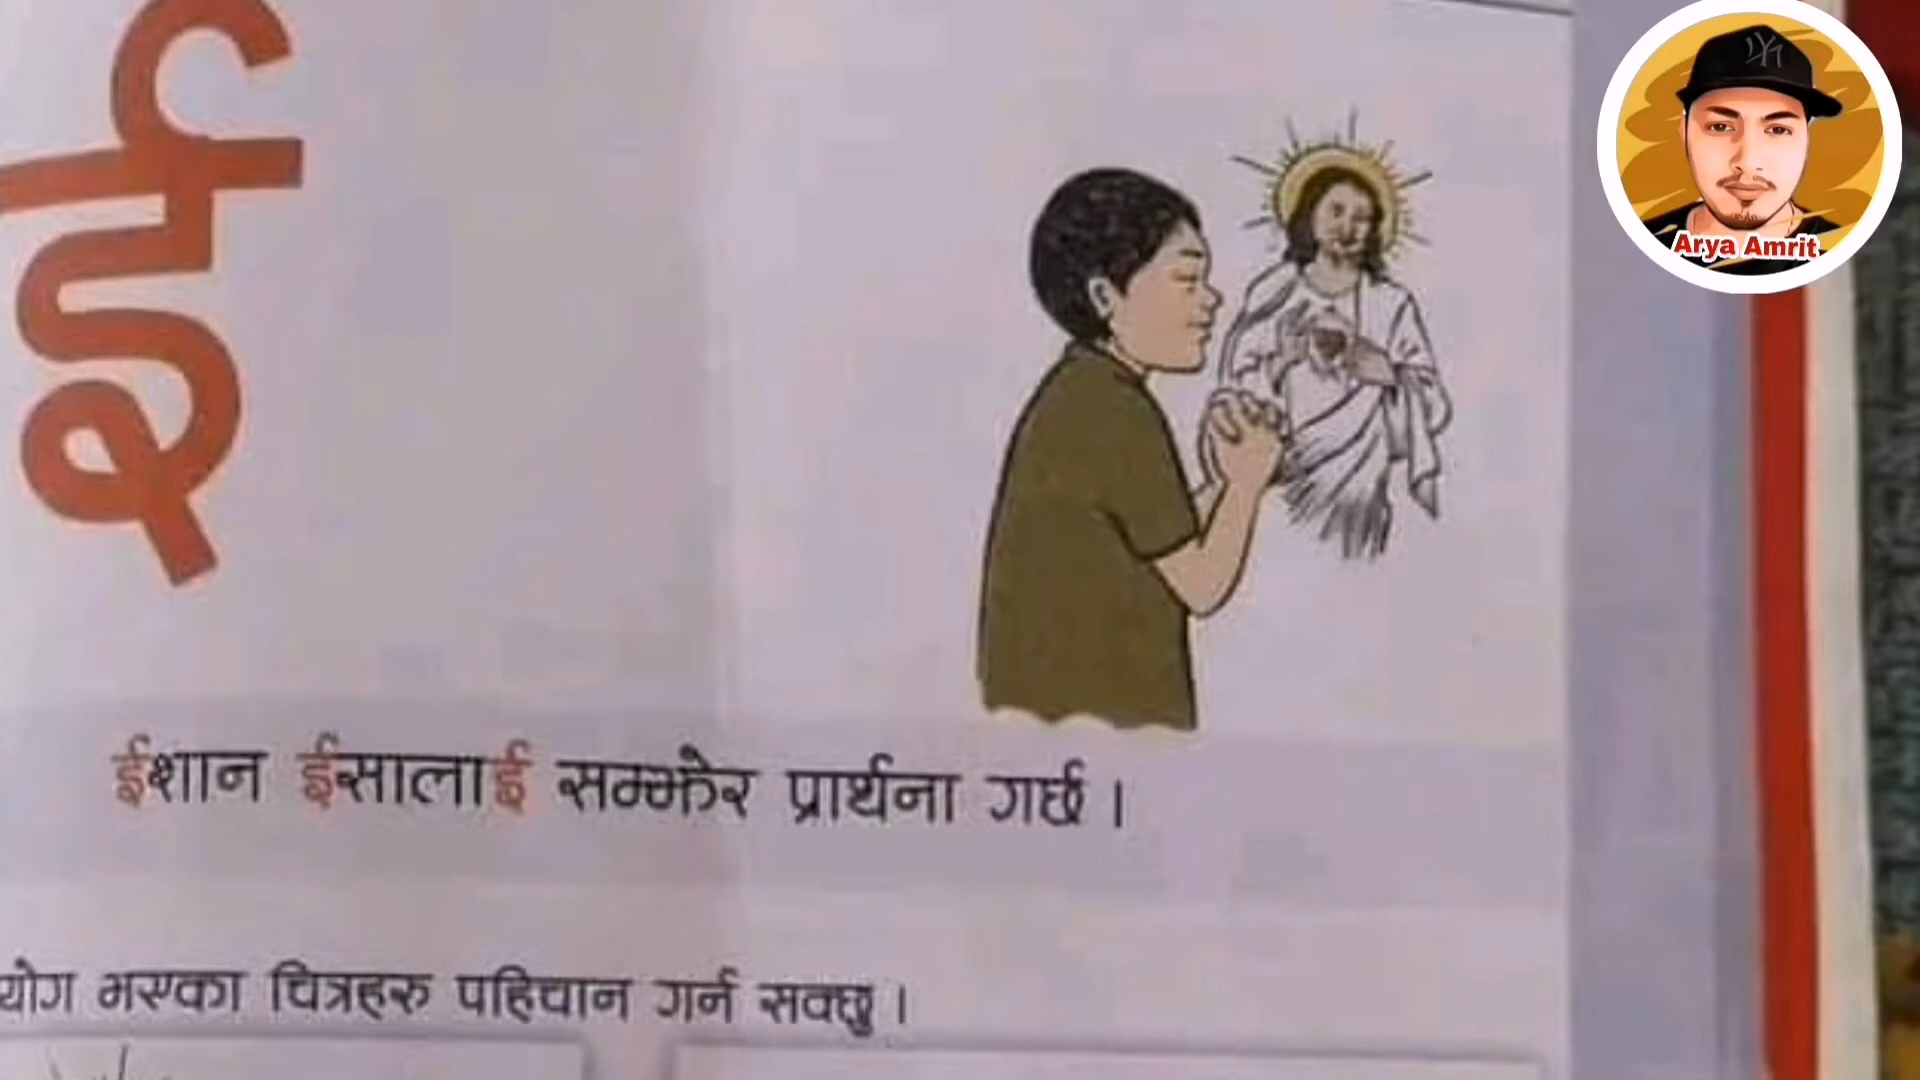 ई
Arya Amrit
ईशान ईसालाई सम्झेर प्रार्थना गर्छ ।
योग भएका चित्रहरु पहिचान गर्न सक्छु ।